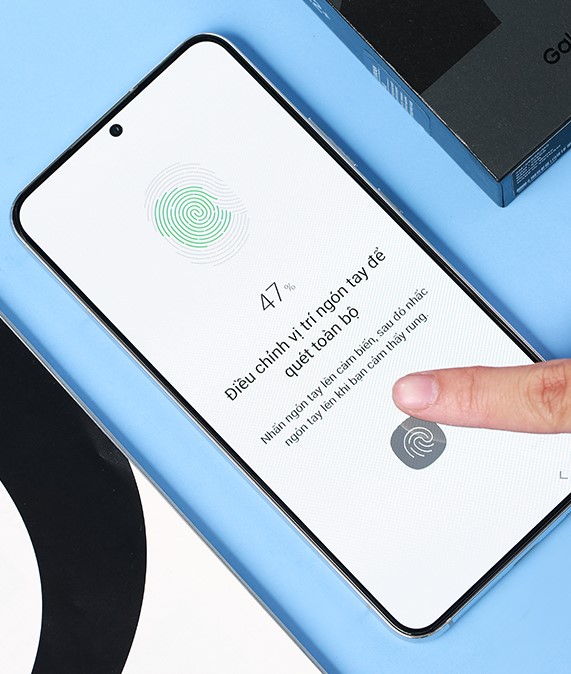 47%
Điều chỉnh vị trí ngón tay để
quét toàn bộ
Nhấn ngón tay lên cảm biến, sau đó nhấc
ngón tay lên khi bạn cảm thấy rung.